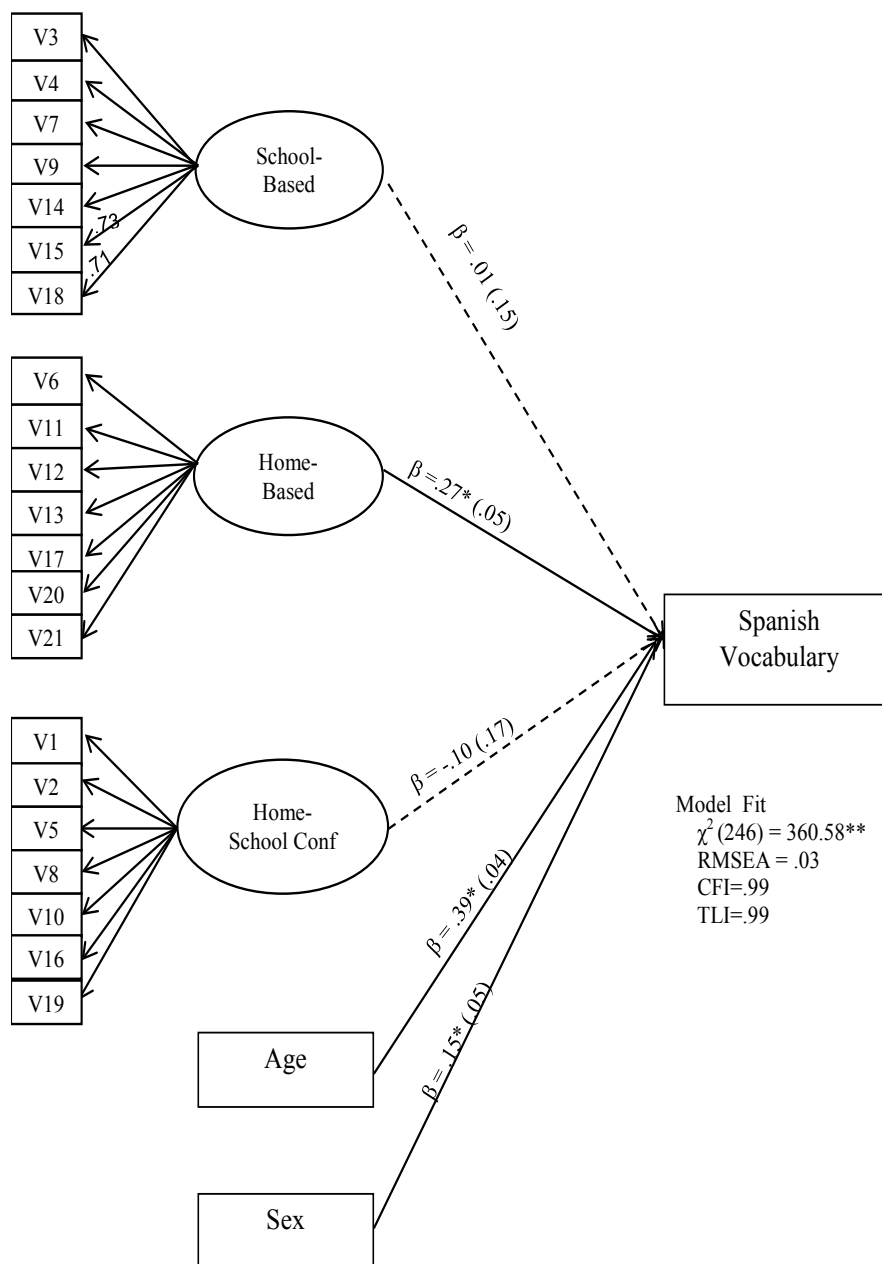 V3
V4
V7
V9
V14
V15
V18
.73
.71
School-
Based
β = .01 (.15)
V6
V11
V12
V13
V17
V20
V21
Home-
Based
β =.27* (.05)
Spanish
Vocabulary
V1
V2
V5
V8
V10
V16
V19
Home-
School Conf
β = -.10 (.17)
Model Fit
χ² (246) = 360.58**
RMSEA = .03
CFI=.99
TLI=.99
β = .39* (.04)
β = .15* (.05)
Age
Sex